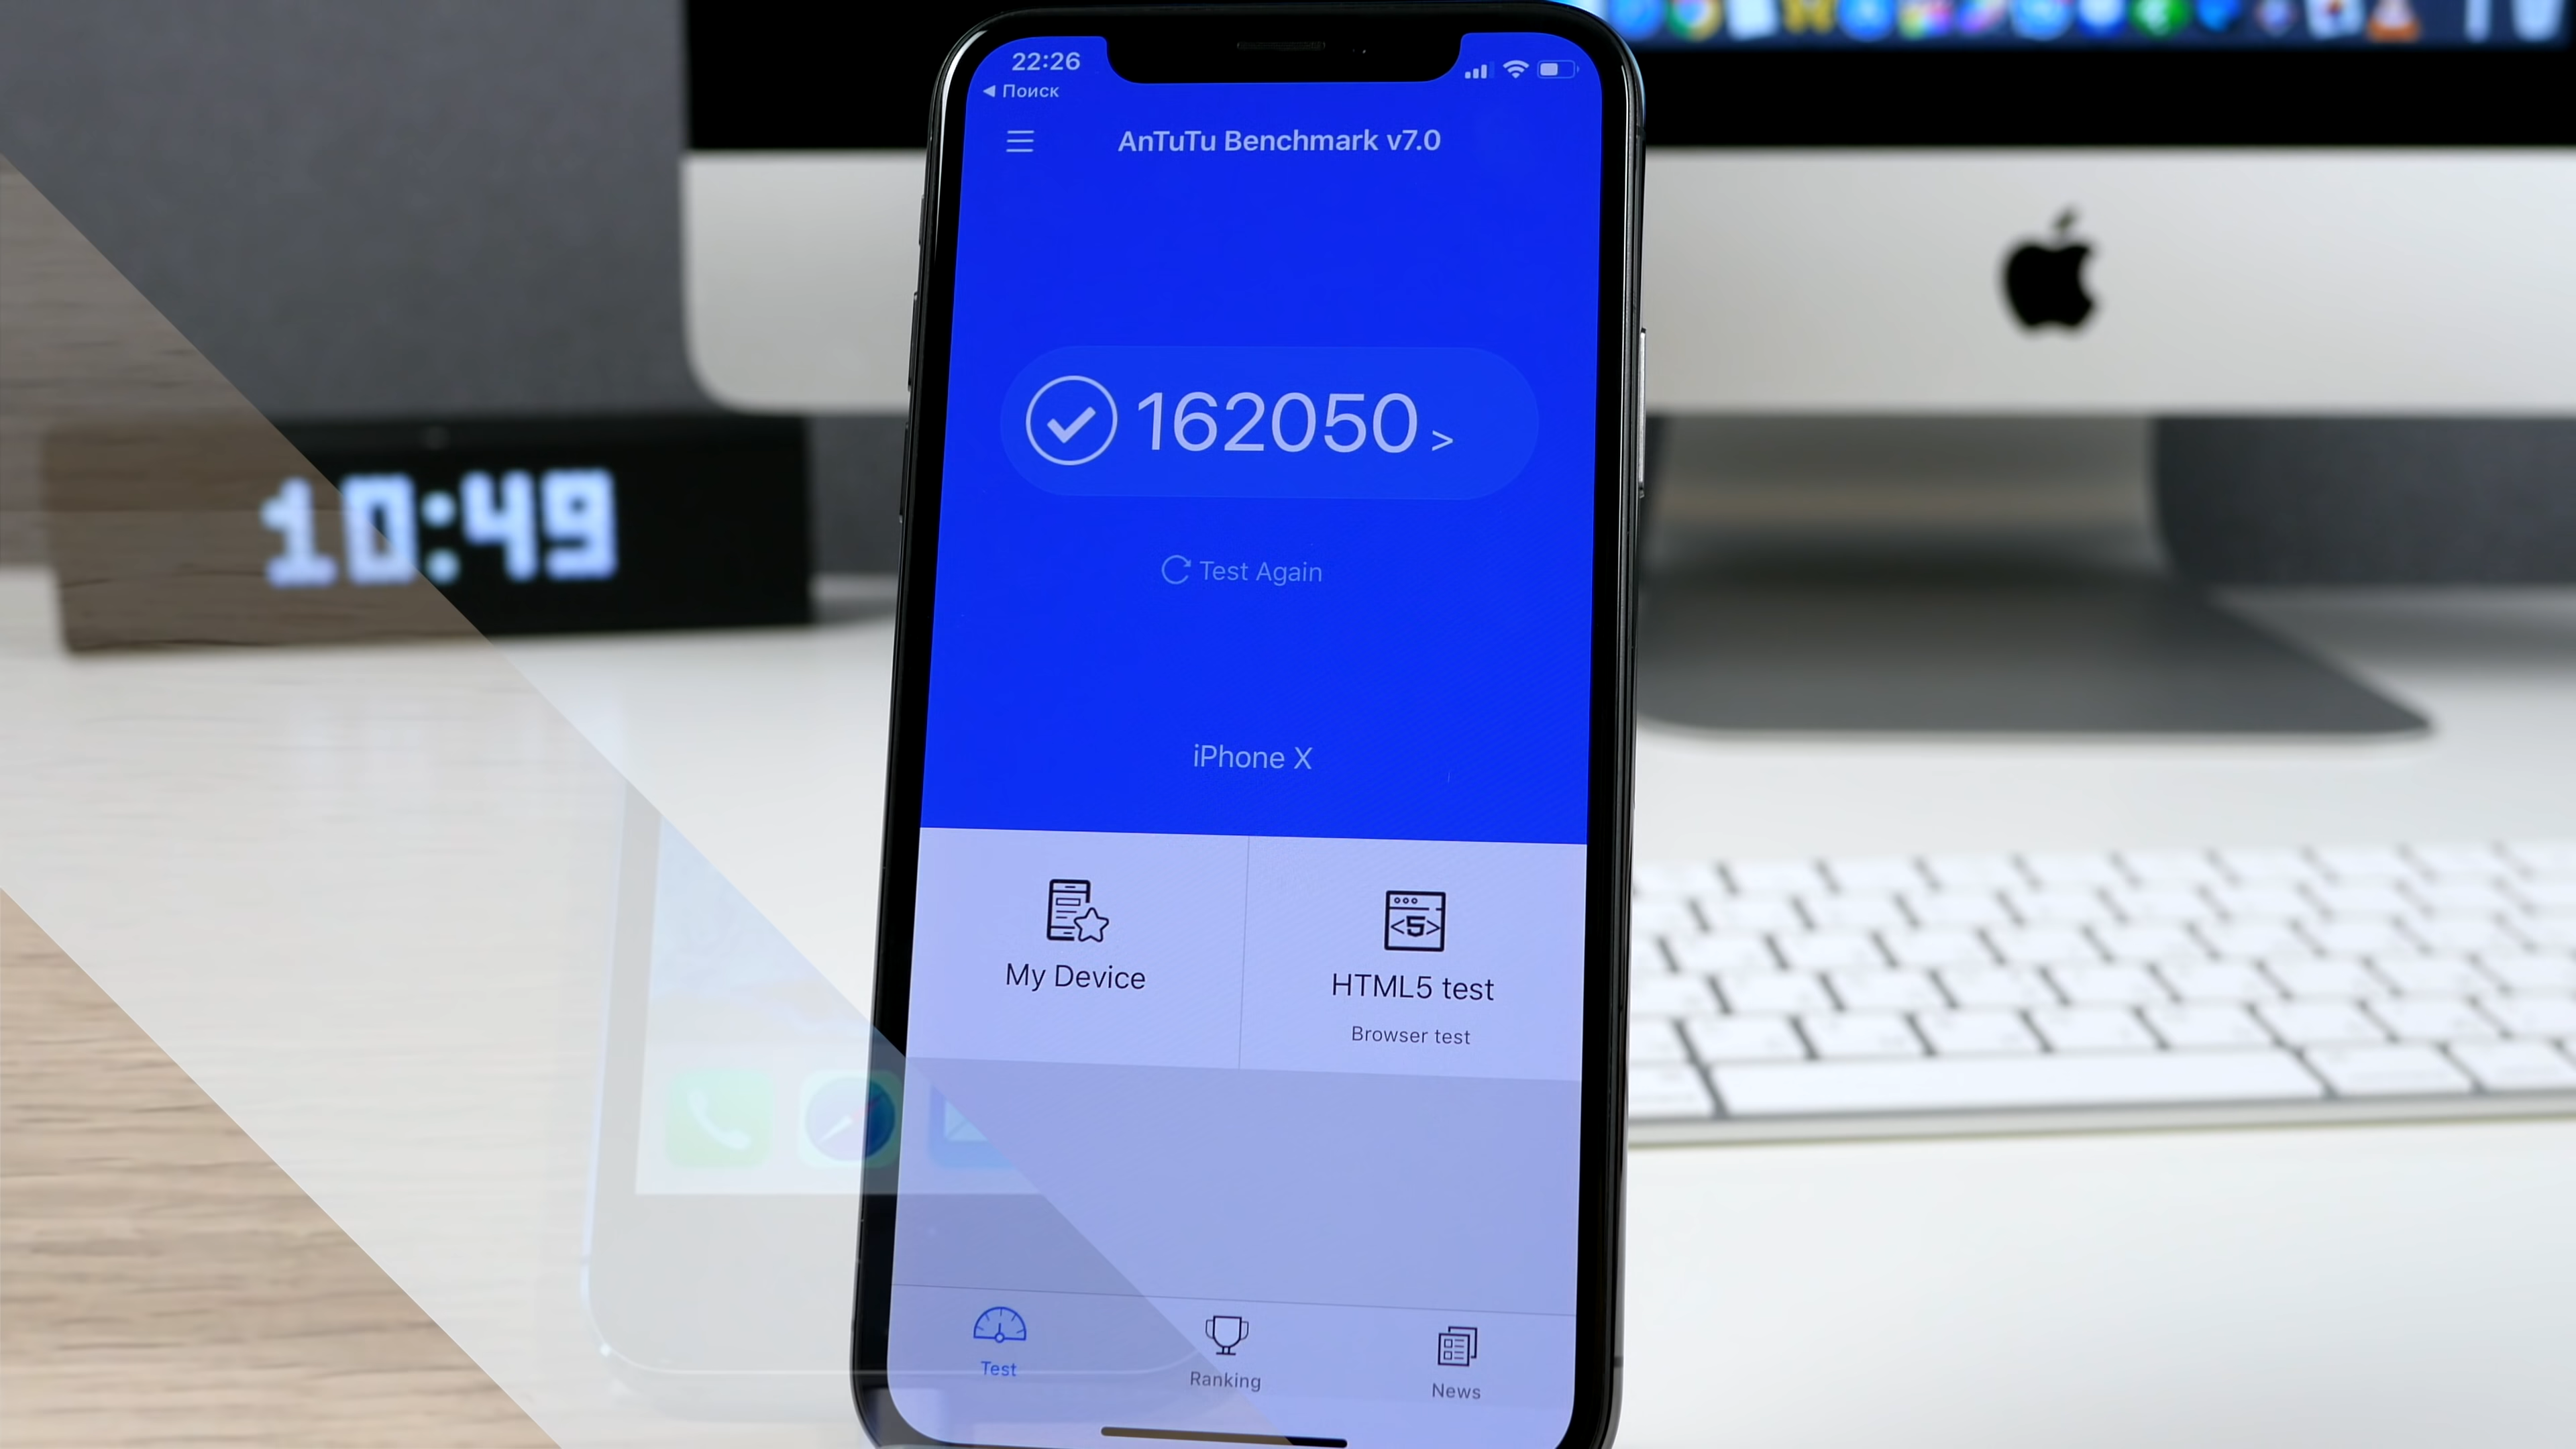 22:26
◀ Поиск
AnTuTu Benchmark v7.0
162050 >
Test Again
10:49
iPhone X
<5>
My Device
HTML5 test
Browser test
Test
Ranking
News